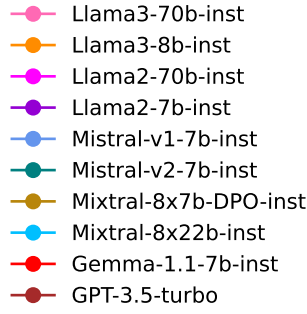 Llama3-70b-inst
Llama3-8b-inst
Llama2-70b-inst
Llama2-7b-inst
Mistral-v1-7b-inst
Mistral-v2-7b-inst
Mixtral-8x7b-DPO-inst
Mixtral-8x22b-inst
Gemma-1.1-7b-inst
GPT-3.5-turbo